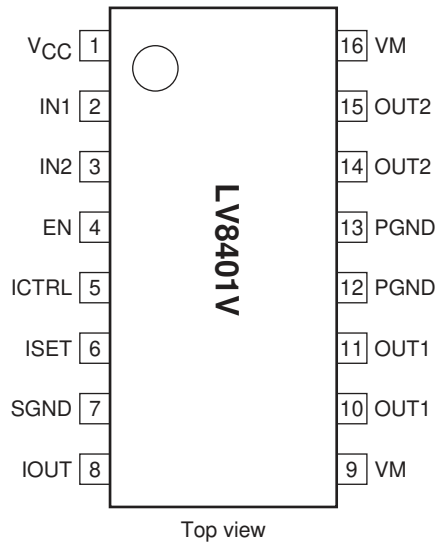 VCC 1 16 VM
IN1 2 15 OUT2
IN2 3 14 OUT2
EN 4 13 PGND
ICTRL 5 12 PGND
ISET 6 11 OUT1
SGND 7 10 OUT1
IOUT 8 9 VM
LV8401V
Top view